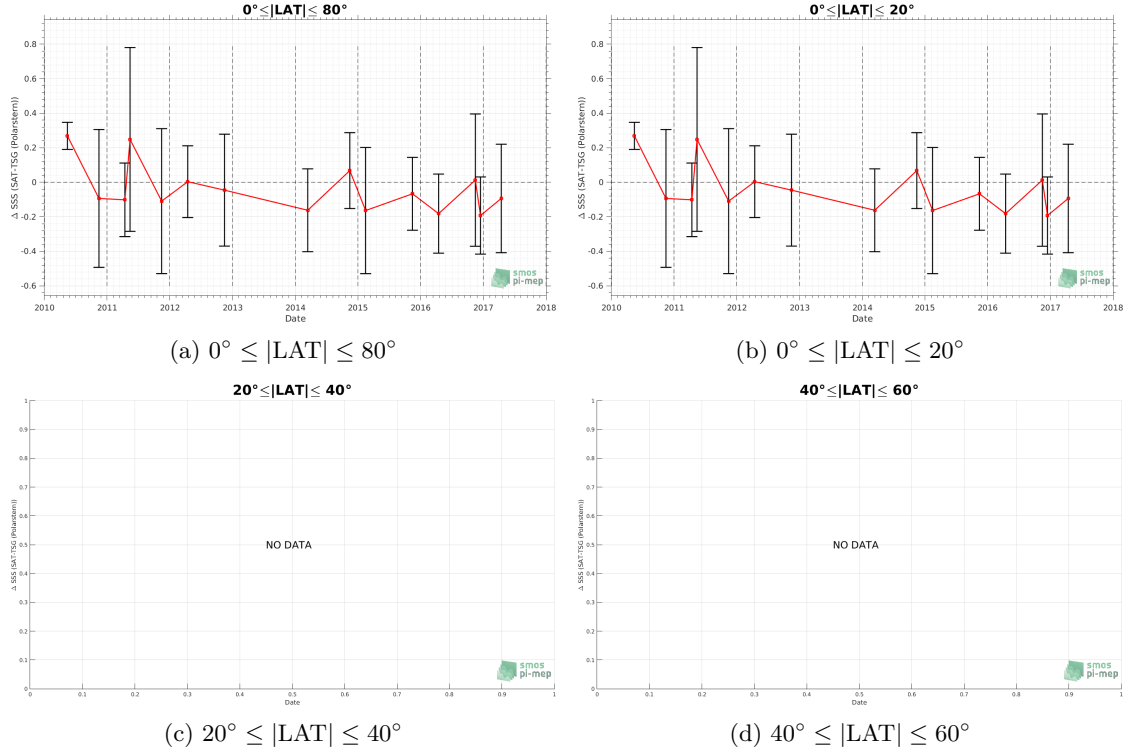 0°≤|LAT|≤ 80°
Δ SSS (SAT-TSG (Polarstern))
0.8
0.6
0.4
0.2
0
-0.2
-0.4
-0.6
2010 2011 2012 2013 2014 2015 2016 2017 2018
Date
smos
pi-mep
(a) 0° ≤ |LAT| ≤ 80°
0°≤|LAT|≤ 20°
Δ SSS (SAT-TSG (Polarstern))
0.8
0.6
0.4
0.2
0
-0.2
-0.4
-0.6
2010 2011 2012 2013 2014 2015 2016 2017 2018
Date
smos
pi-mep
(b) 0° ≤ |LAT| ≤ 20°
20°≤|LAT|≤ 40°
Δ SSS (SAT-TSG (Polarstern))
1
0.9
0.8
0.7
0.6
0.5
0.4
0.3
0.2
0.1
0
NO DATA
0 0.1 0.2 0.3 0.4 0.5 0.6 0.7 0.8 0.9 1
Date
smos
pi-mep
(c) 20° ≤ |LAT| ≤ 40°
40°≤|LAT|≤ 60°
Δ SSS (SAT-TSG (Polarstern))
1
0.9
0.8
0.7
0.6
0.5
0.4
0.3
0.2
0.1
0
NO DATA
0 0.1 0.2 0.3 0.4 0.5 0.6 0.7 0.8 0.9 1
Date
smos
pi-mep
(d) 40° ≤ |LAT| ≤ 60°